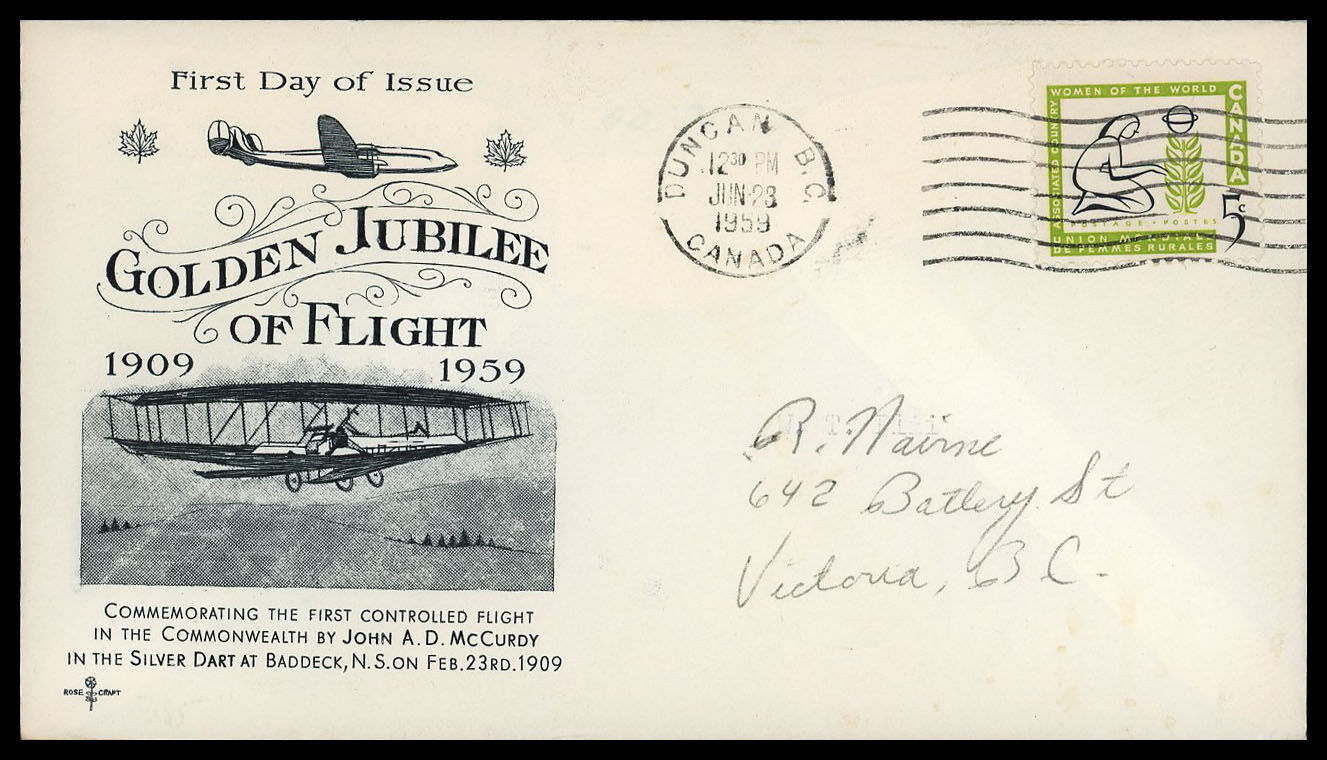 First Day of Issue
GOLDEN JUBILEE
OF FLIGHT
1909 1959
COMMEMORATING THE FIRST CONTROLLED FLIGHT
IN THE COMMONWEALTH BY JOHN A.D. MCCURDY
IN THE SILVER DART AT BADDECK, N.S. ON FEB. 23RD. 1909
ROSE CRAFT
DUNCAN B.C.
12:30 PM
JUN 23
1959
CANADA
ASSOCIATED COUNTRY
WOMEN OF THE WORLD
CANADA
5c
POSTAGE • POSTES
UNION MONDIALE
DE FEMMES RURALES
R. Nairne
642 Battery St
Victoria, B C.